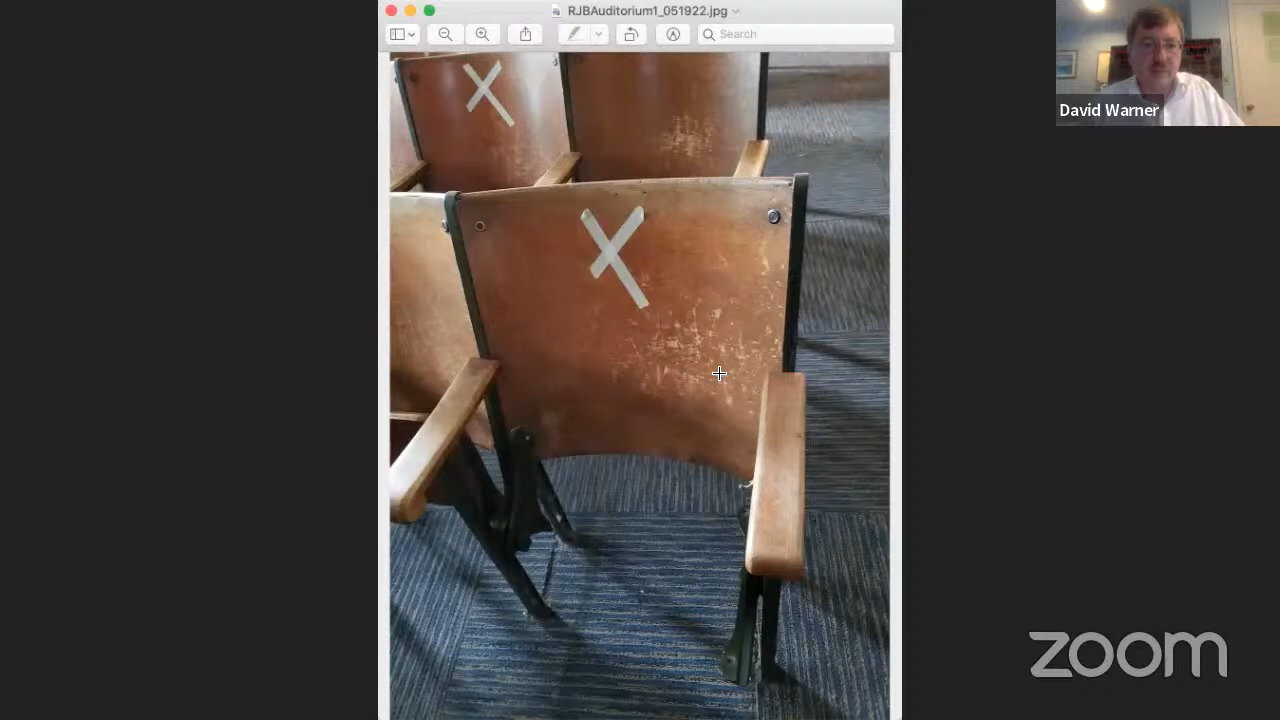 RJBAuditorium1_051922.jpg
Search
David Warner
X
X
zoom